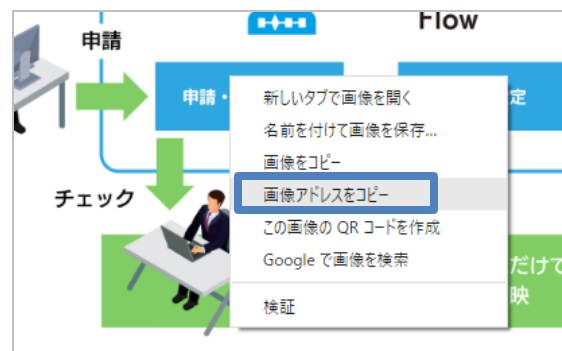 Flow
申請
申請・
定
新しいタブで画像を開く
名前を付けて画像を保存...
画像をコピー
画像アドレスをコピー
この画像の QR コードを作成
Google で画像を検索
検証
チェック
だけで
映